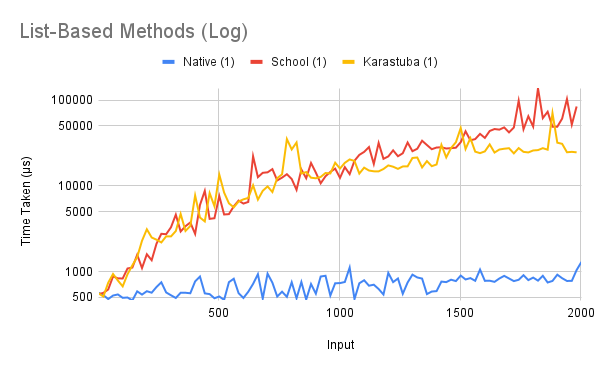 List-Based Methods (Log)
Native (1) School (1) Karastuba (1)
Time Taken (µs)
100000
50000
10000
5000
1000
500
500 1000 1500 2000
Input